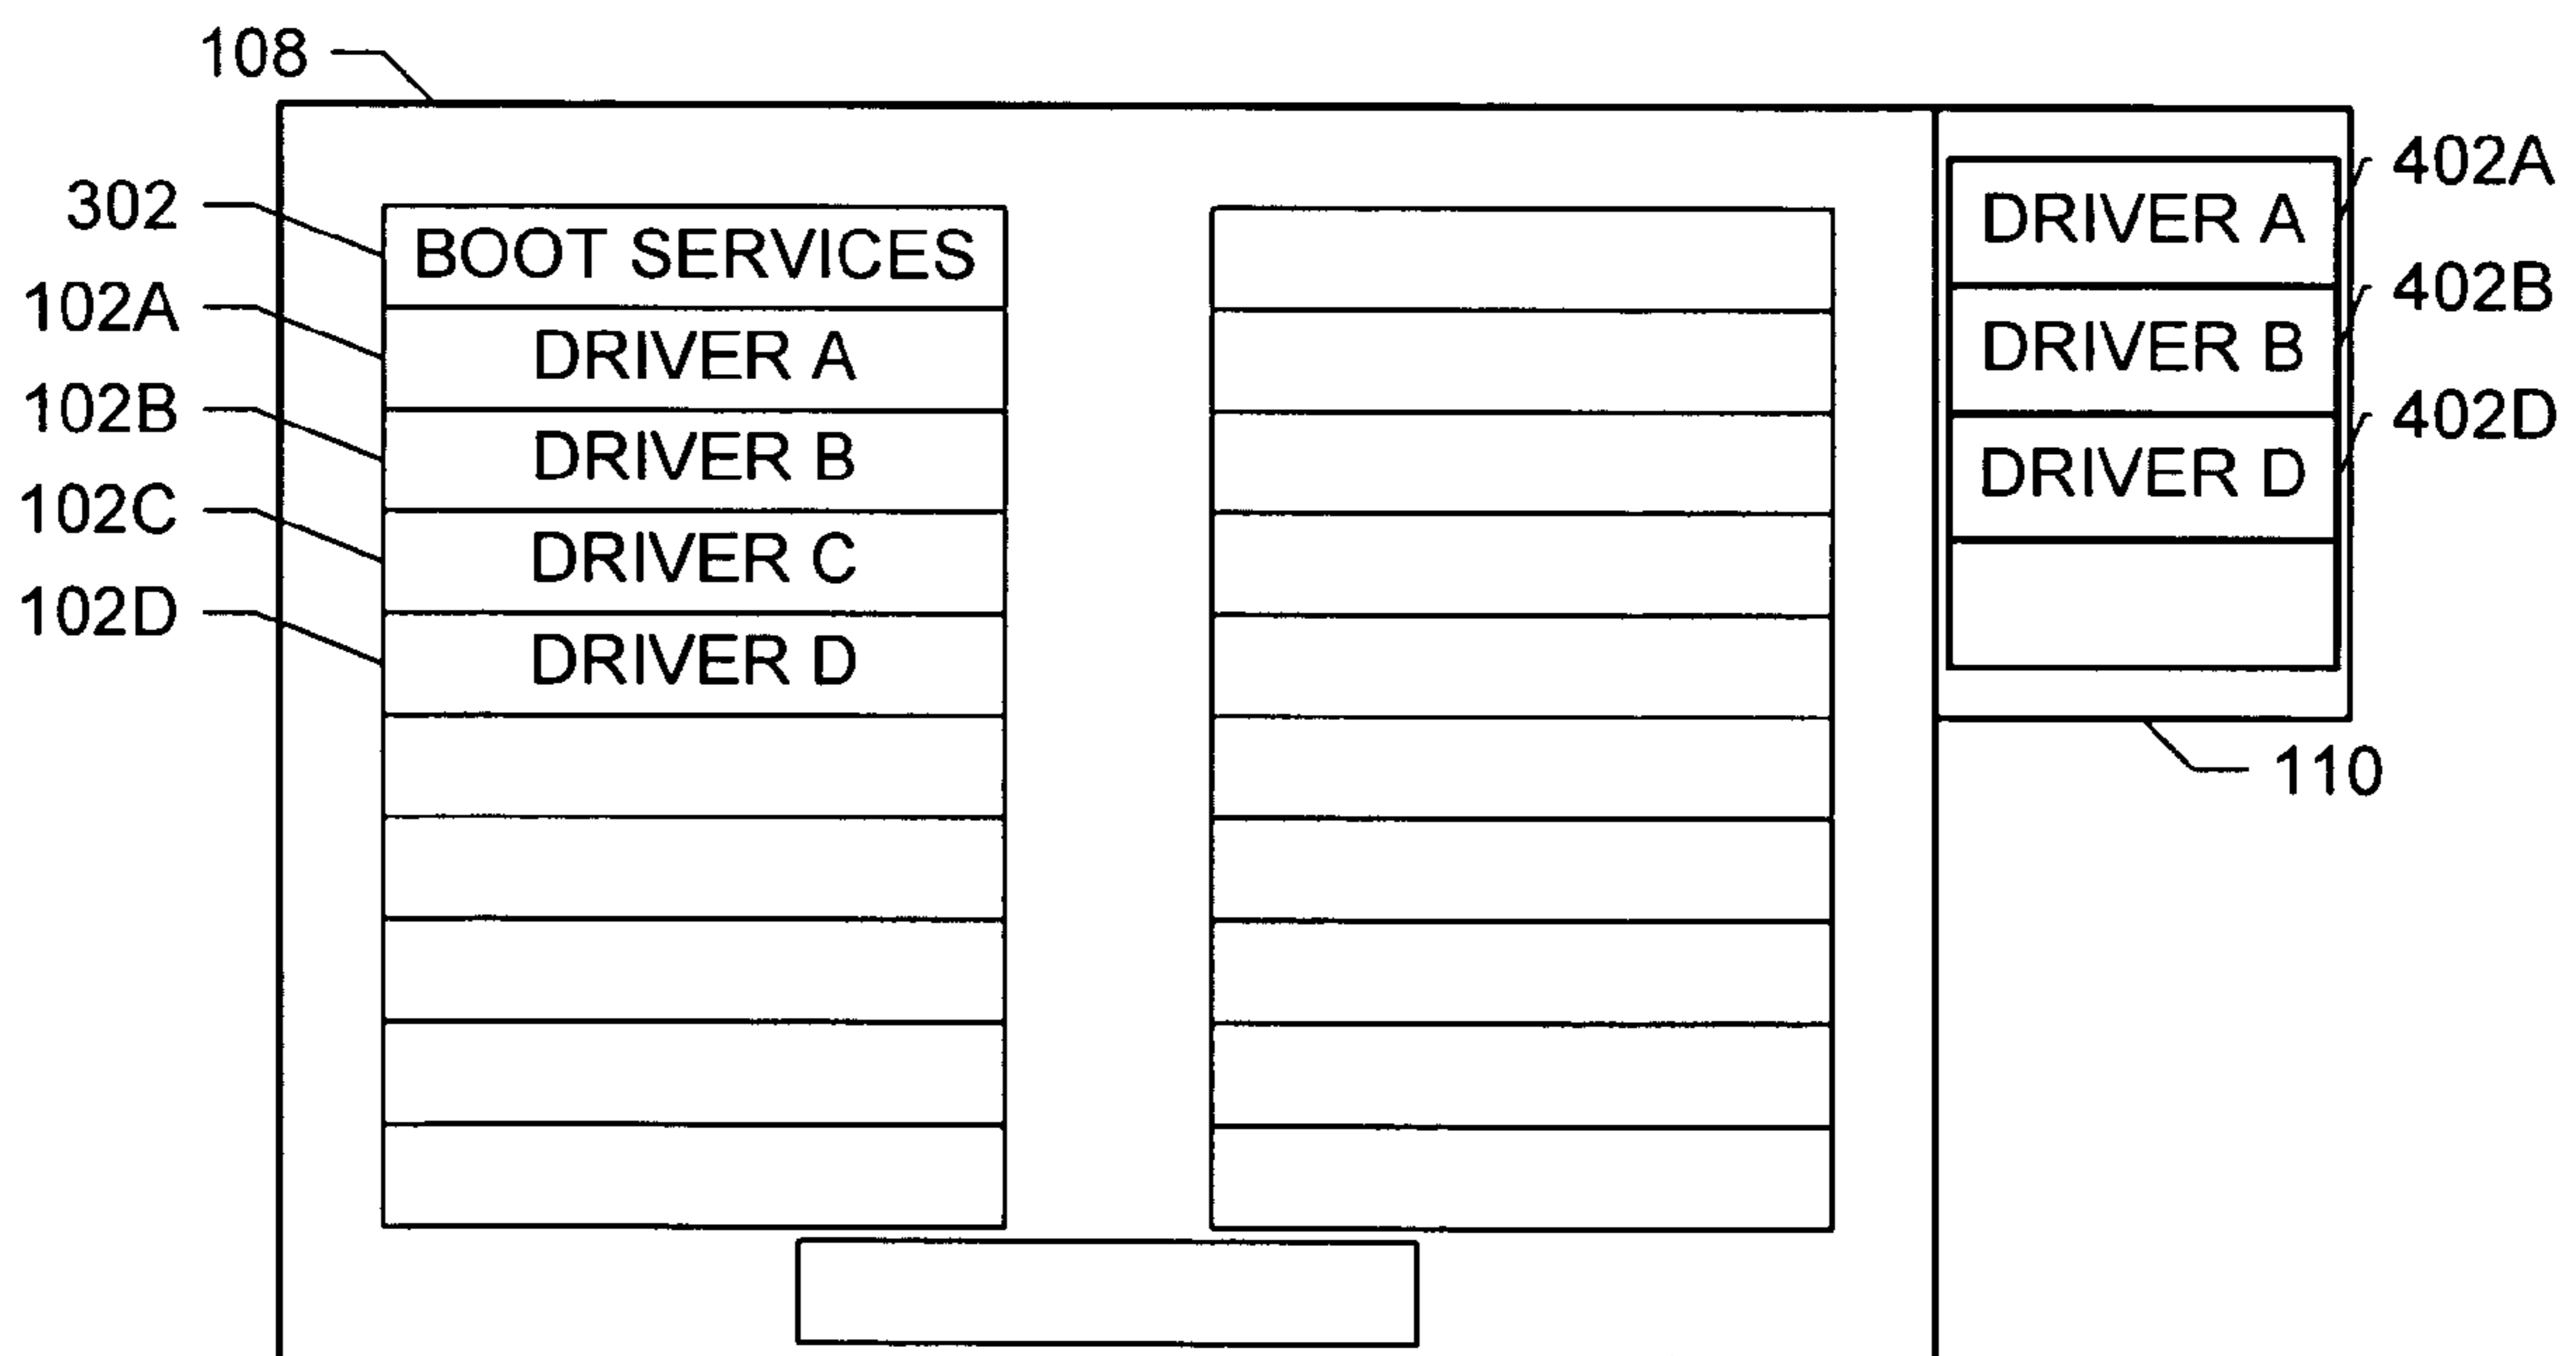 108
302
BOOT SERVICES
102A
DRIVER A
102B
DRIVER B
102C
DRIVER C
102D
DRIVER D
DRIVER A
402A
DRIVER B
402B
DRIVER D
402D
110